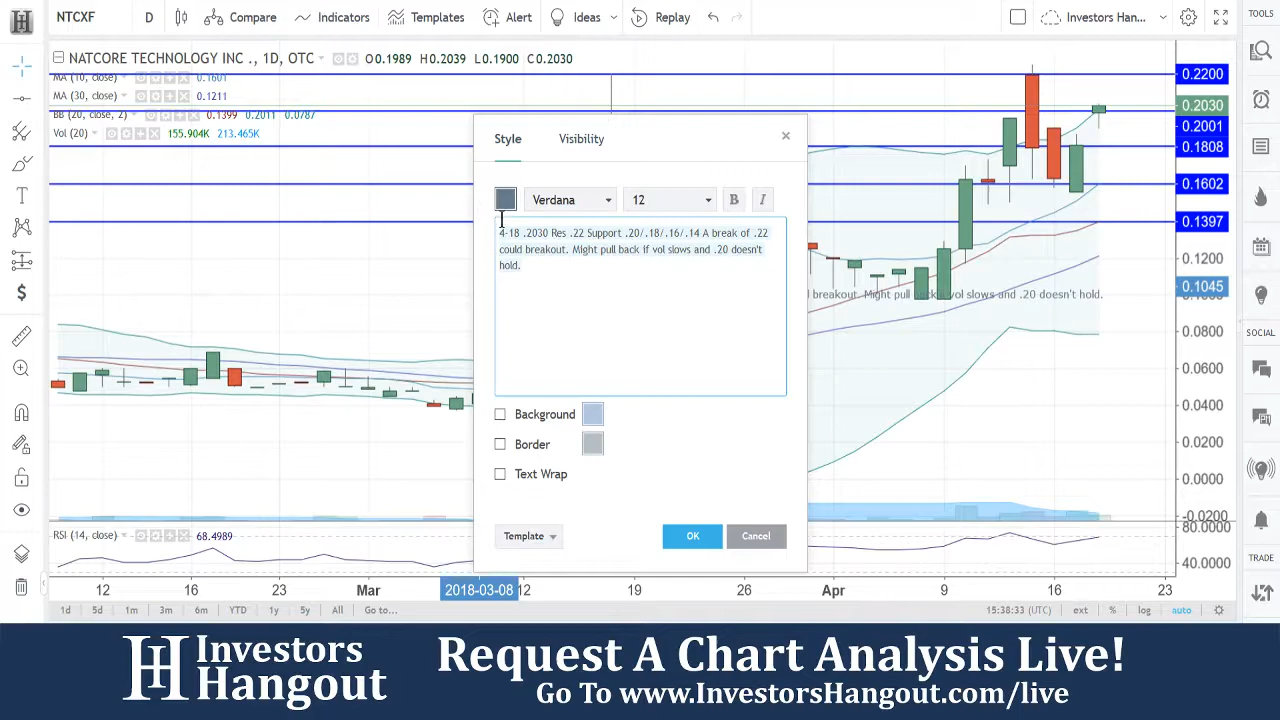 NTCXF D Compare Indicators Templates Alert Ideas Replay Investors Han...
TOOLS
NATCORE TECHNOLOGY INC ., 1D, OTC O0.1989 H0.2039 L0.1900 C0.2030
MA (10, close) 0.1601
MA (30, close) 0.1211
BB (20, close, 2) 0.1399 0.2011 0.0787
Vol (20) 155.904K 213.465K
Style Visibility ×
Verdana 12 B I
4-18 .2030 Res .22 Support .20/.18/.16/.14 A break of .22
could breakout. Might pull back if vol slows and .20 doesn't
hold.
Background
Border
Text Wrap
Template OK Cancel
breakout. Might pull back if vol slows and .20 doesn't hold.
0.2200
0.2030
0.2001
0.1808
0.1602
0.1397
0.1200
0.1045
0.1000
0.0800
0.0600
0.0400
0.0200
0.0000
-0.0200
80.0000
40.0000
SOCIAL
TRADE
RSI (14, close) 68.4989
12 16 23 Mar 2018-03-08 12 19 26 Apr 9 16 23
1d 5d 1m 3m 6m YTD 1y 5y All Go to... 15:38:33 (UTC) ext % log auto
Investors
Hangout
Request A Chart Analysis Live!
Go To www.InvestorsHangout.com/live